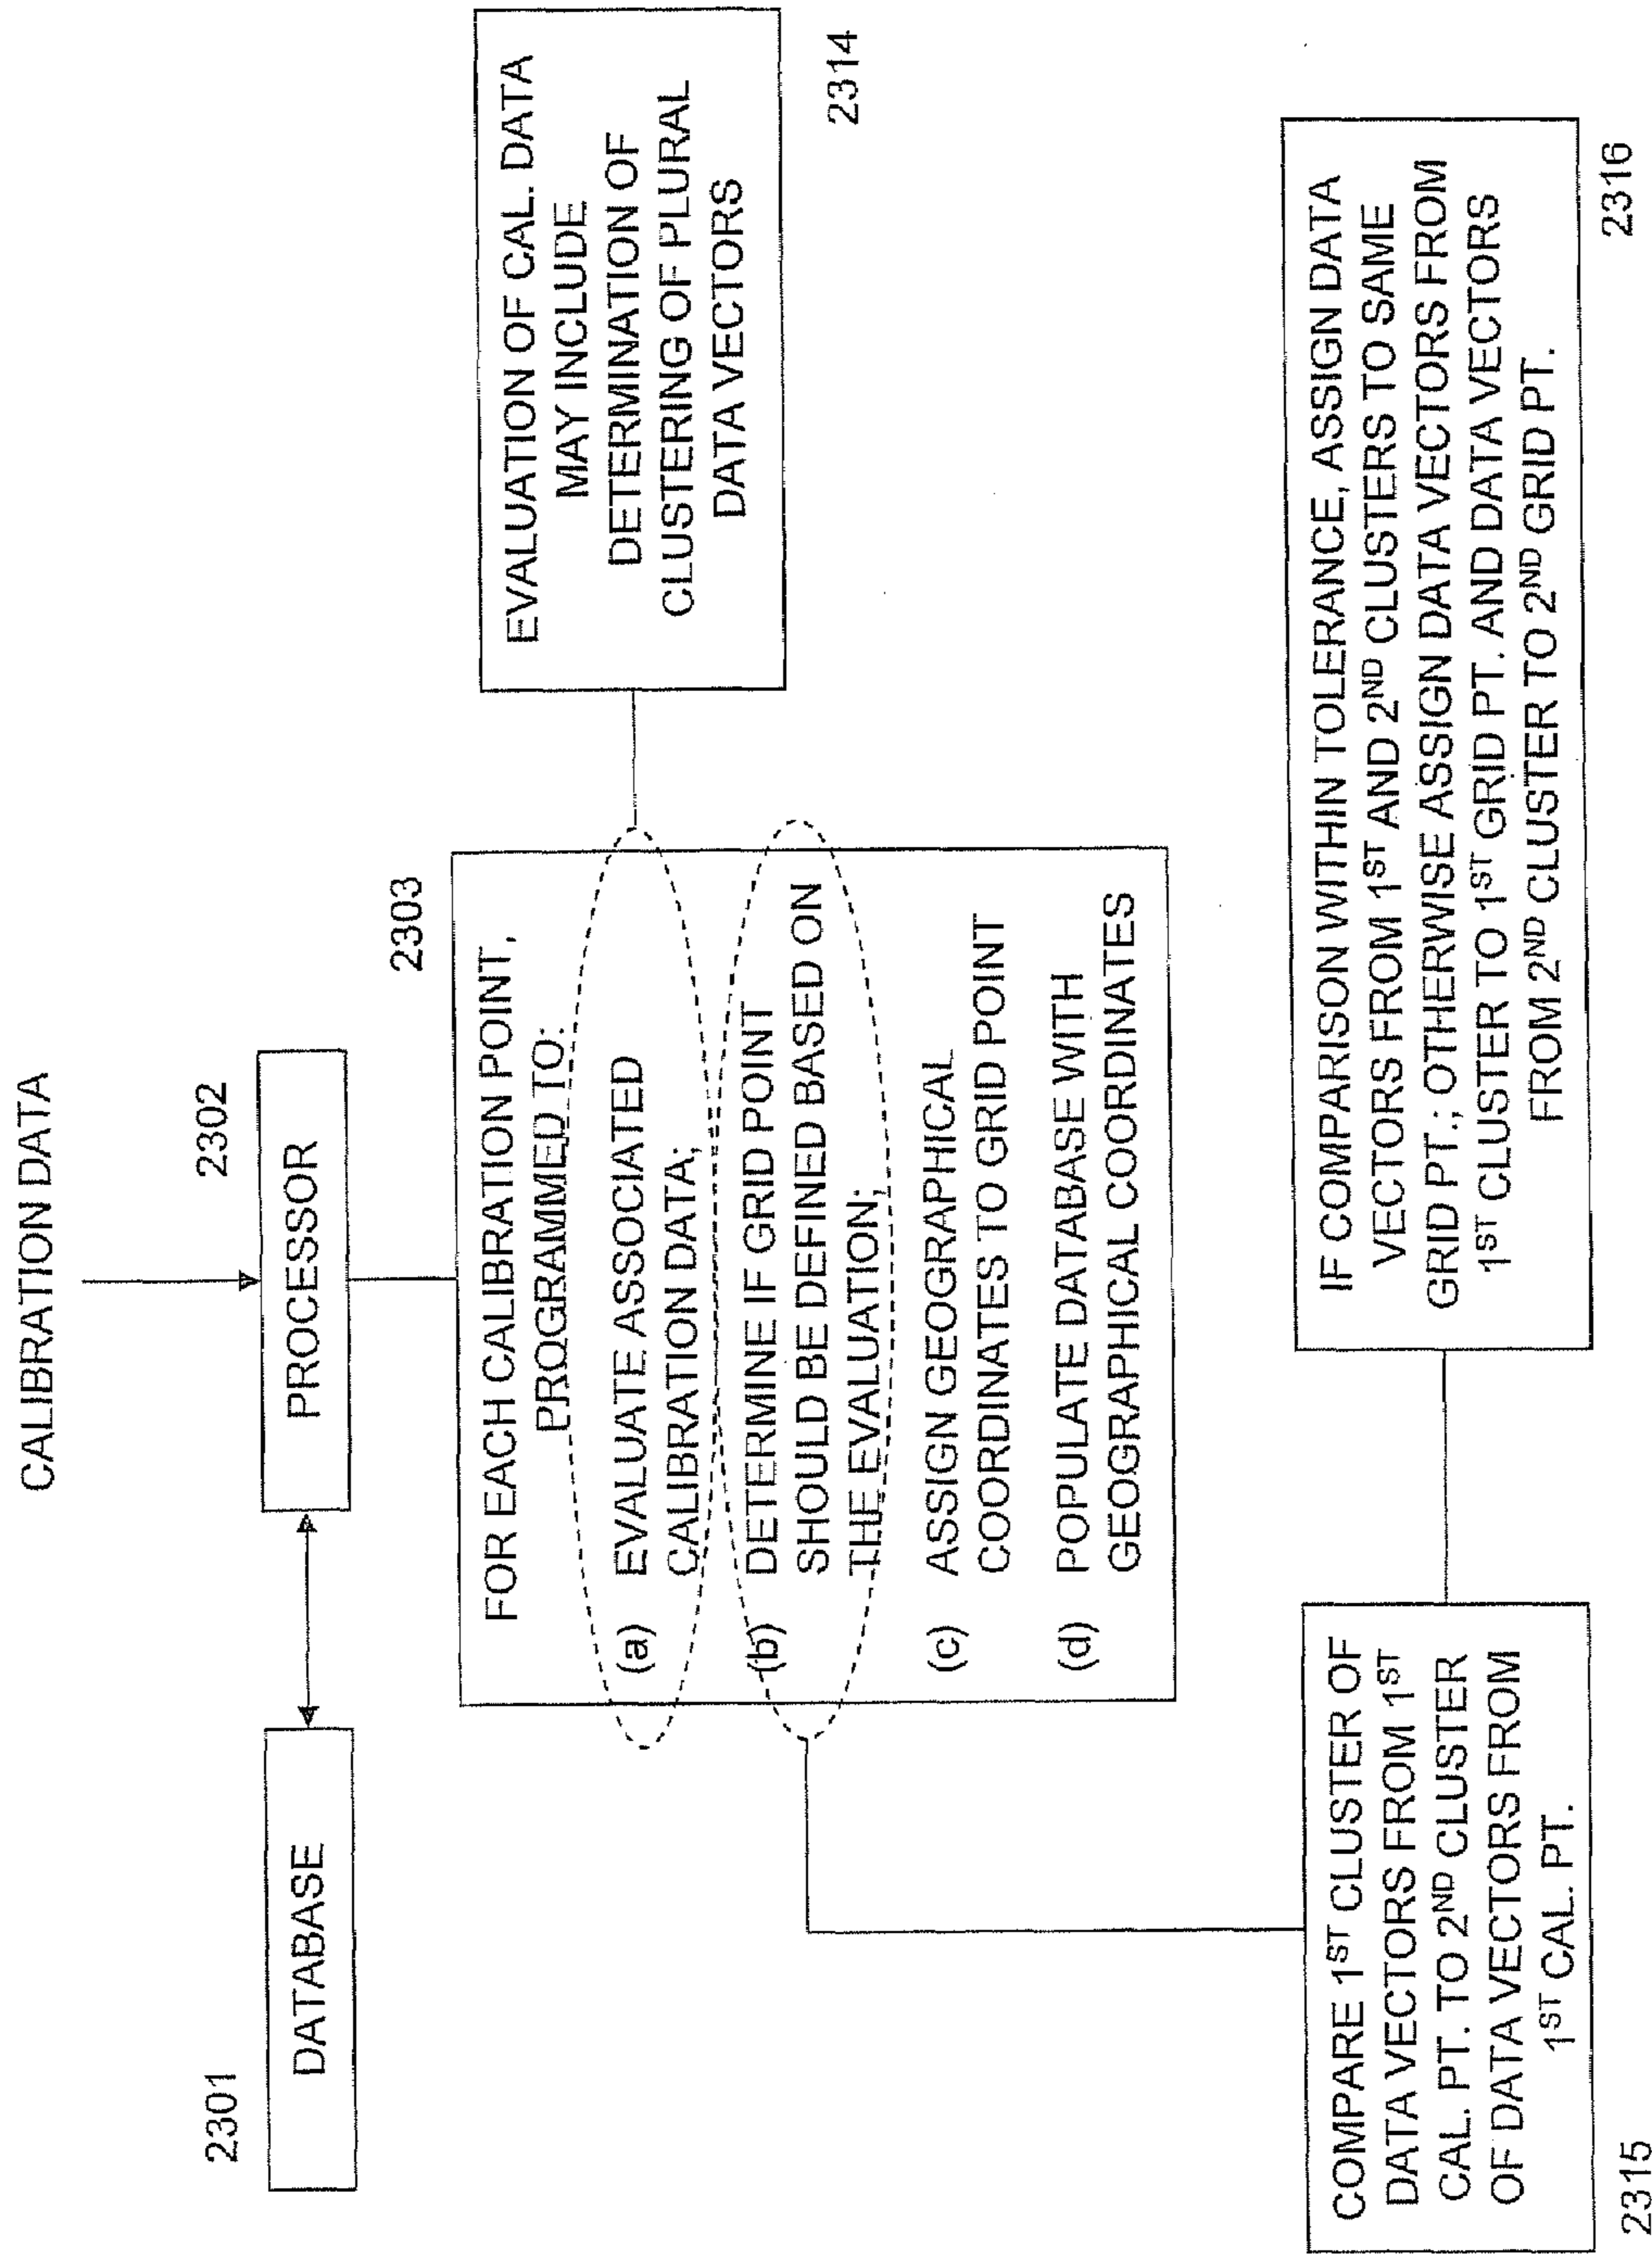 CALIBRATION DATA
2301
DATABASE
2302
PROCESSOR
2303
FOR EACH CALIBRATION POINT,
PROGRAMMED TO:
(a) EVALUATE ASSOCIATED
CALIBRATION DATA;
(b) DETERMINE IF GRID POINT
SHOULD BE DEFINED BASED ON
THE EVALUATION;
(c) ASSIGN GEOGRAPHICAL
COORDINATES TO GRID POINT
(d) POPULATE DATABASE WITH
GEOGRAPHICAL COORDINATES
EVALUATION OF CAL. DATA
MAY INCLUDE
DETERMINATION OF
CLUSTERING OF PLURAL
DATA VECTORS
2314
COMPARE 1ST CLUSTER OF
DATA VECTORS FROM 1ST
CAL. PT. TO 2ND CLUSTER
OF DATA VECTORS FROM
1ST CAL. PT.
2315
IF COMPARISON WITHIN TOLERANCE, ASSIGN DATA
VECTORS FROM 1ST AND 2ND CLUSTERS TO SAME
GRID PT.; OTHERWISE ASSIGN DATA VECTORS FROM
1ST CLUSTER TO 1ST GRID PT. AND DATA VECTORS
FROM 2ND CLUSTER TO 2ND GRID PT.
2316